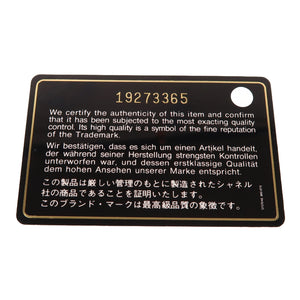 19273365
We certify the authenticity of this item and confirm
that it has been subjected to the most exacting quality
control. Its high quality is a symbol of the fine reputation
of the Trademark.
Wir bestätigen, dass es sich um einen Artikel handelt,
der während seiner Herstellung strengsten Kontrollen
unterworfen war, und dessen erstklassige Qualität
dem hohen Ansehen unserer Marke entspricht.
この製品は厳しい管理のもとに製造されたシャネル
社の商品であることを証明いたします。
このブランド・マークは最高級品の象徴です。